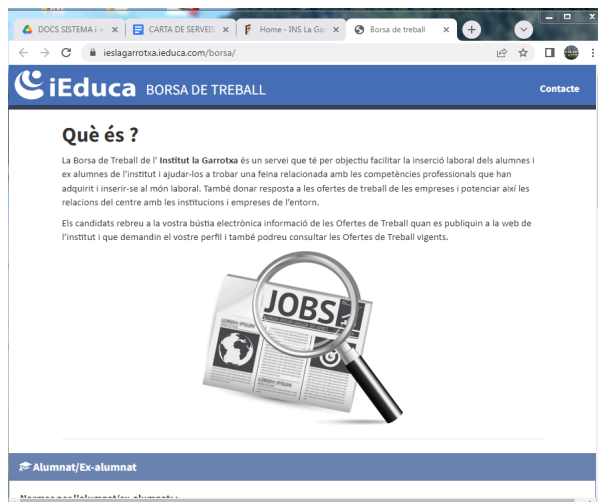 DOCS SISTEMA i
CARTA DE SERVEIS
Home - INS La Gar
Borsa de treball
ieslagarrotxa.ieduca.com/borsa/
iEduca BORSA DE TREBALL
Contacte
Què és ?
La Borsa de Treball de l' Institut la Garrotxa és un servei que té per objectiu facilitar la inserció laboral dels alumnes i
ex alumnes de l'institut i ajudar-los a trobar una feina relacionada amb les competències professionals que han
adquirit i inserir-se al món laboral. També donar resposta a les ofertes de treball de les empreses i potenciar així les
relacions del centre amb les institucions i empreses de l'entorn.
Els candidats rebreu a la vostra bústia electrònica informació de les Ofertes de Treball quan es publiquin a la web de
l'institut i que demandin el vostre perfil i també podreu consultar les Ofertes de Treball vigents.
JOBS
Alumnat/Ex-alumnat
Normes per l'alumnat/ex-alumnat: